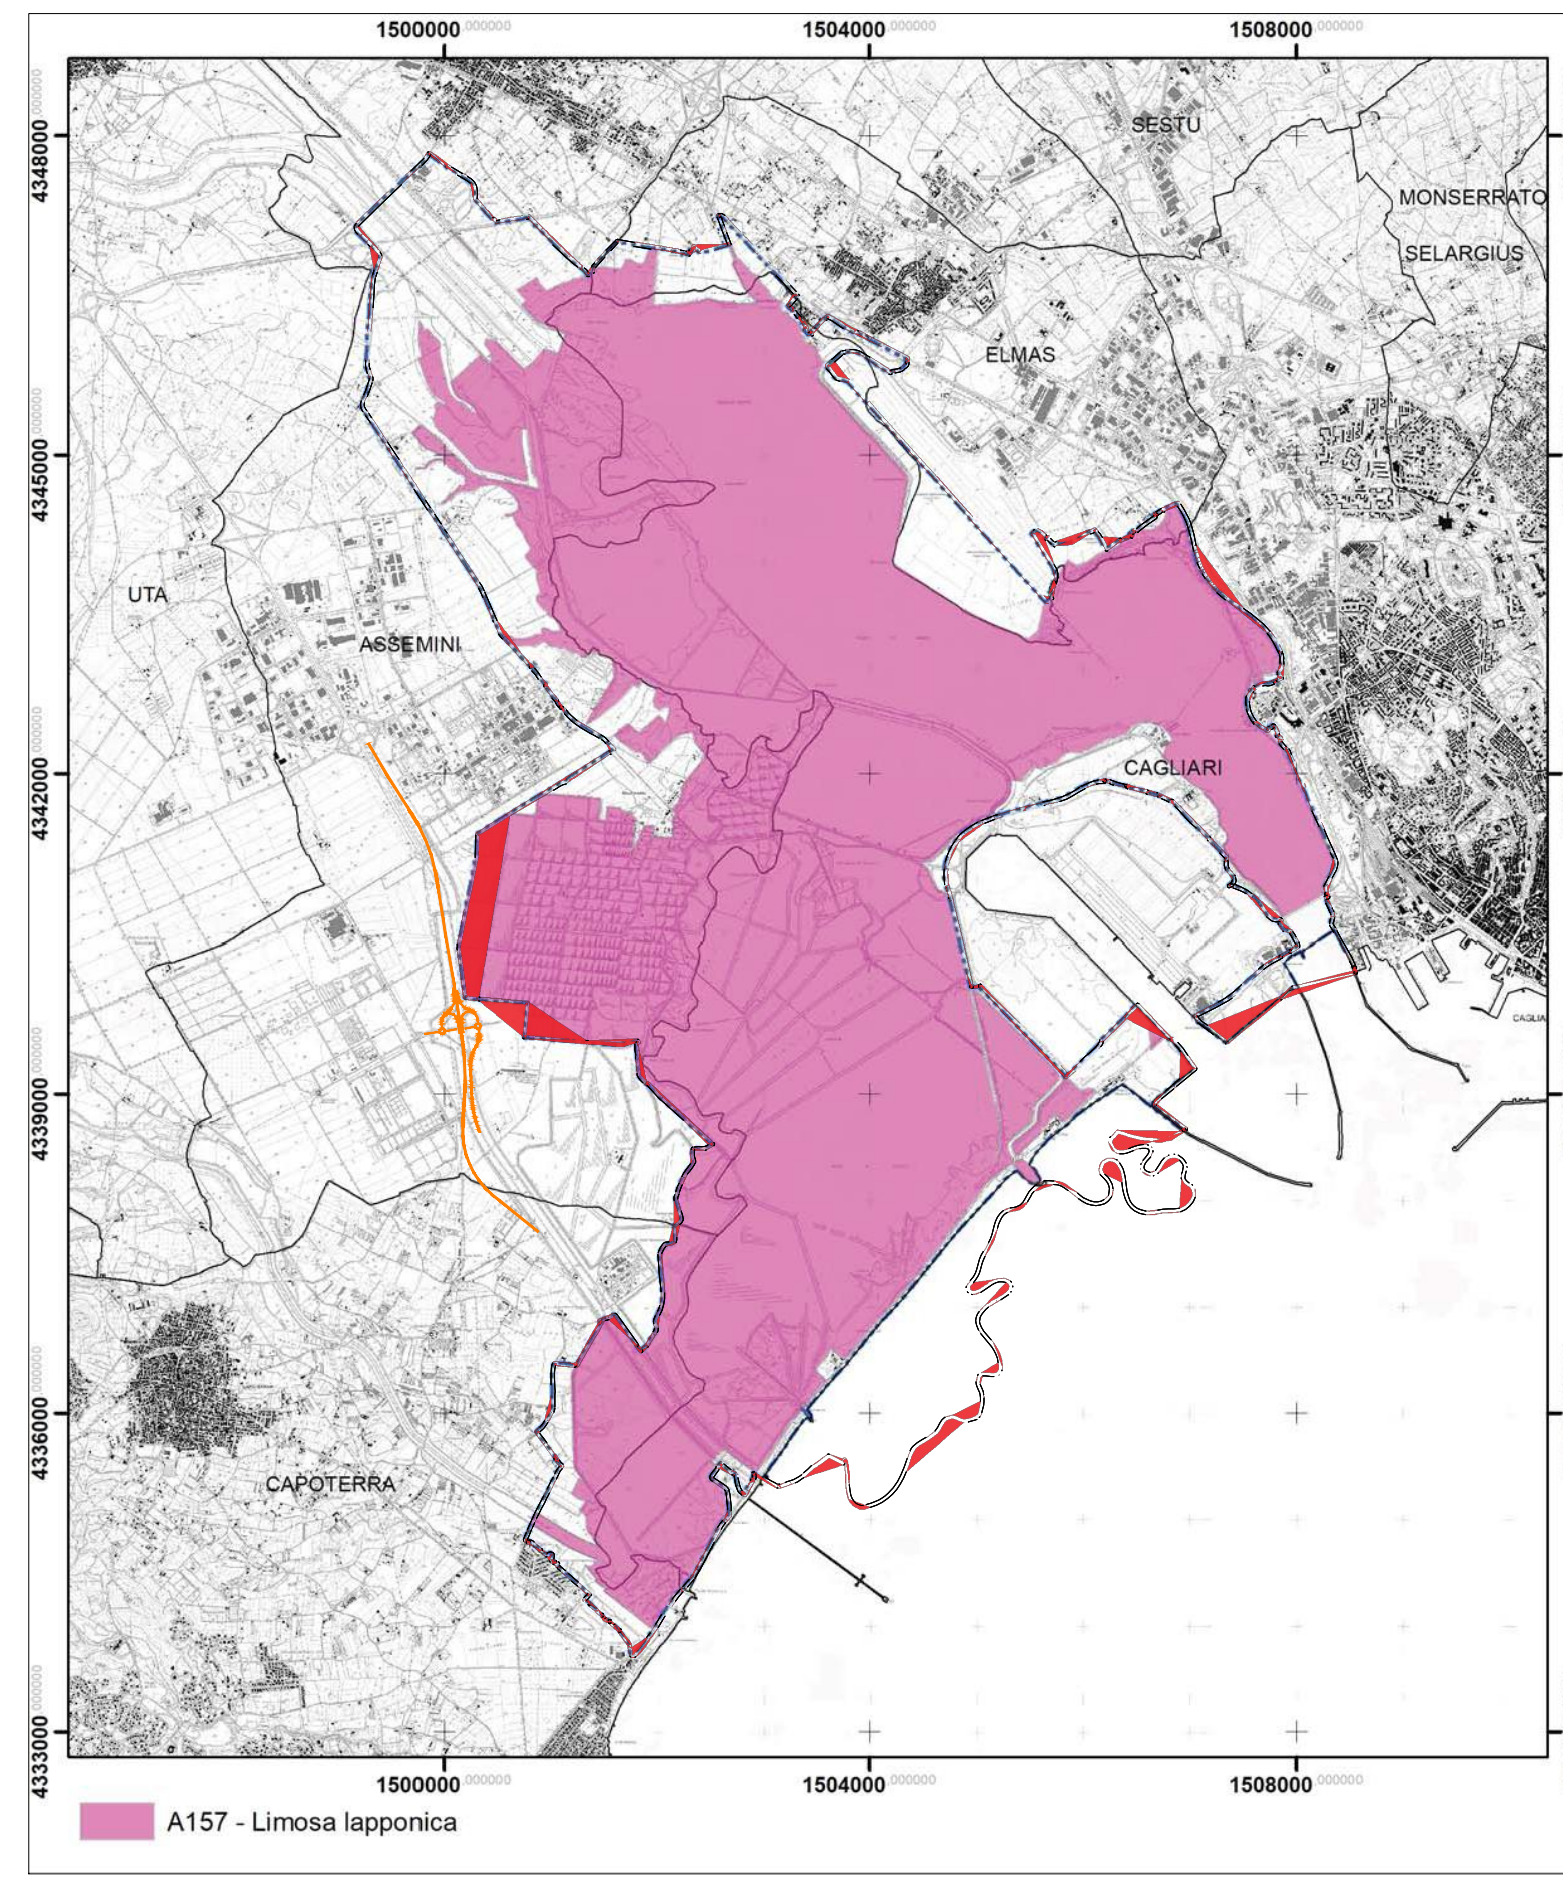 1500000,000000 1504000,000000 1508000,000000
4348000,000000
SESTU
MONSERRATO
SELARGIUS
ELMAS
4345000,000000
UTA
ASSEMINI
4342000,000000
CAGLIARI
CAGLIA
4339000,000000
4336000,000000
CAPOTERRA
4333000,000000
1500000,000000 1504000,000000 1508000,000000
A157 - Limosa lapponica